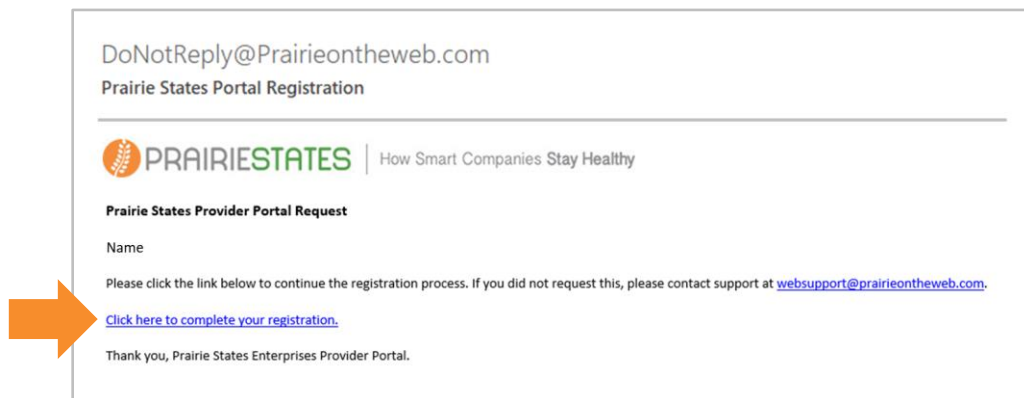 DoNotReply@Prairieontheweb.com
Prairie States Portal Registration
PRAIRIESTATES | How Smart Companies Stay Healthy
Prairie States Provider Portal Request
Name
Please click the link below to continue the registration process. If you did not request this, please contact support at websupport@prairieontheweb.com.
Click here to complete your registration.
Thank you, Prairie States Enterprises Provider Portal.